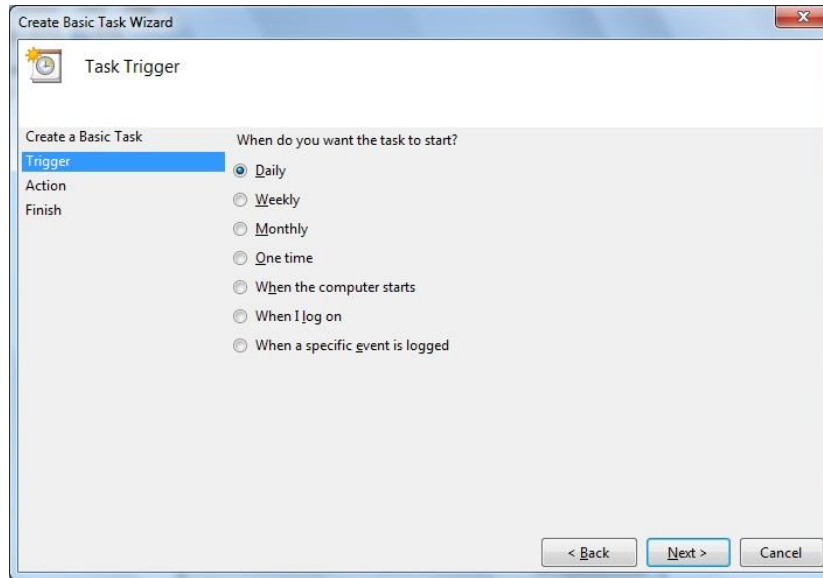 Create Basic Task Wizard
Task Trigger
Create a Basic Task
Trigger
Action
Finish
When do you want the task to start?
Daily
Weekly
Monthly
One time
When the computer starts
When I log on
When a specific event is logged
< Back
Next >
Cancel